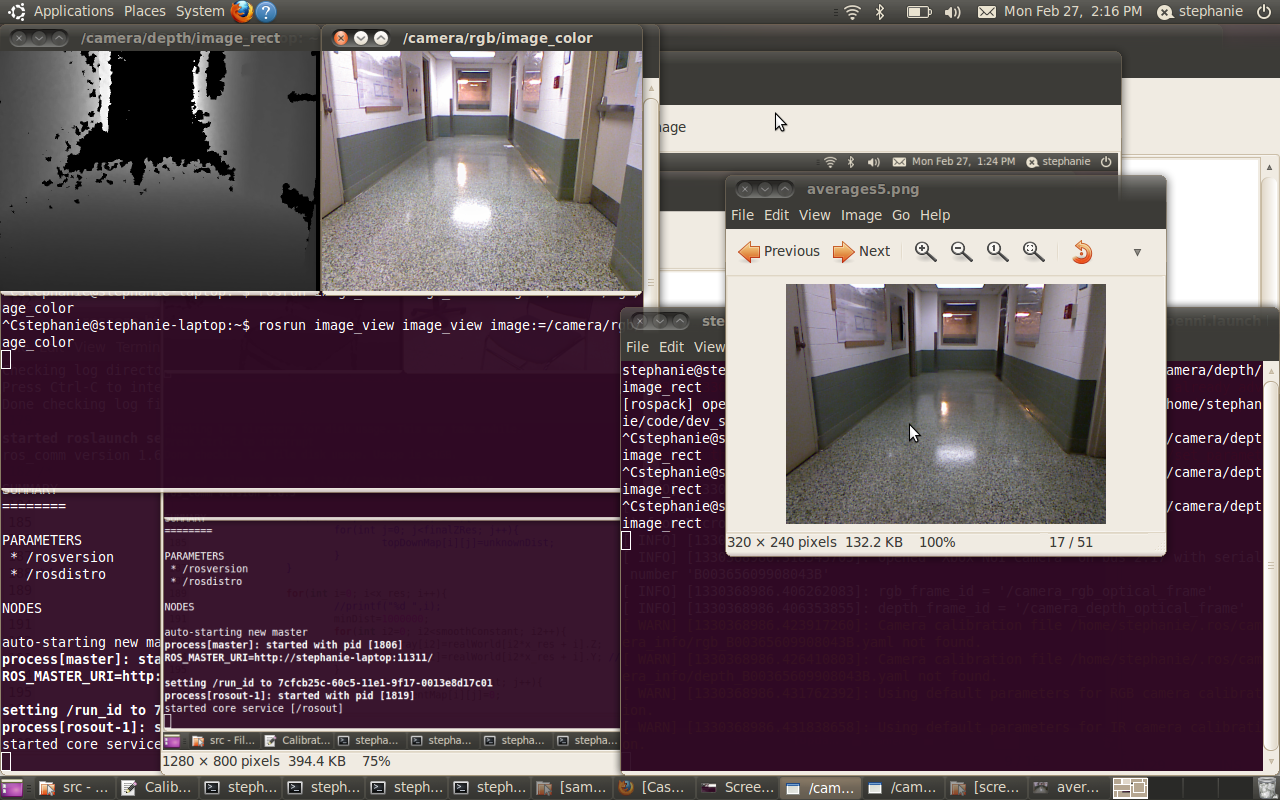 Applications Places System Mon Feb 27, 2:16 PM stephanie
/camera/depth/image_rect
/camera/rgb/image_color
age_color
^Cstephanie@stephanie-laptop:~$ rosrun image_view image_view image:=/camera/rg
age_color
SUMMARY
========
PARAMETERS
* /rosversion
* /rosdistro
NODES
auto-starting new ma
process[master]: sta
ROS_MASTER_URI=http:
setting /run_id to 7
process[rosout-1]: s
started core service
SUMMARY
========
PARAMETERS
* /rosversion
* /rosdistro
NODES
auto-starting new master
process[master]: started with pid [1806]
ROS_MASTER_URI=http://stephanie-laptop:11311/
setting /run_id to 7cfcb25c-60c5-11e1-9f17-0013e8d17c01
process[rosout-1]: started with pid [1819]
started core service [/rosout]
src - Fil... Calibrat... stepha... stepha... stepha... stepha...
1280 × 800 pixels 394.4 KB 75%
mage
Mon Feb 27, 1:24 PM stephanie
averages5.png
File Edit View Image Go Help
Previous Next
320 × 240 pixels 132.2 KB 100% 17 / 51
File Edit View
stephanie@ste amera/depth/
image_rect
[rospack] ope home/stephan
ie/code/dev_s
^Cstephanie@s /camera/dept
image_rect
^Cstephanie@s /camera/dept
image_rect
^Cstephanie@s /camera/dept
image_rect
src - ... Calib... steph... steph... steph... steph... [sam... [Cas... Scree... /cam... /cam... [scre... aver...